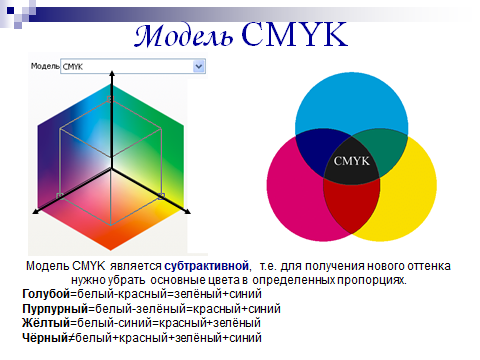 Модель CMYK
Модель CMYK
CMYK
Модель CMYK является субтрактивной, т.е. для получения нового оттенка
нужно убрать основные цвета в определенных пропорциях.
Голубой=белый-красный=зелёный+синий
Пурпурный=белый-зелёный=красный+синий
Жёлтый=белый-синий=красный+зелёный
Чёрный≠белый+красный+зелёный+синий